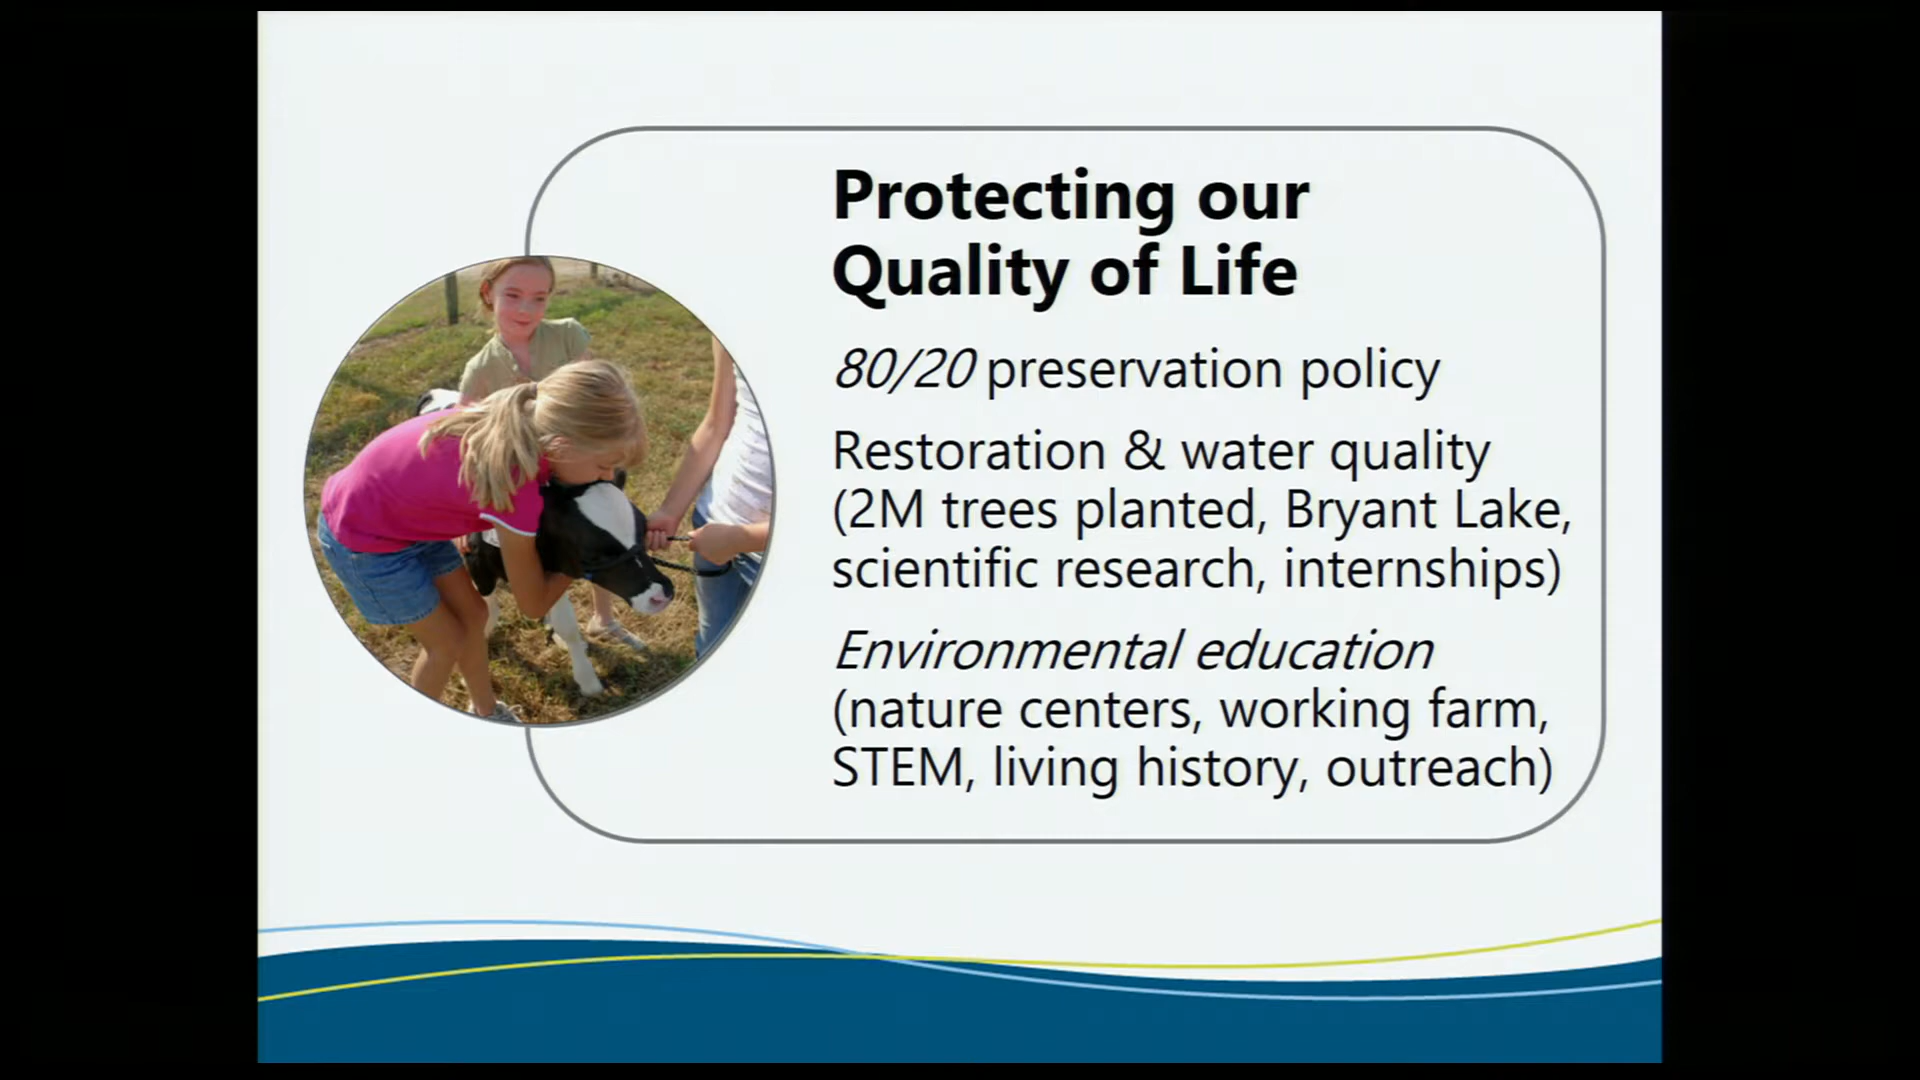 Protecting our
Quality of Life
80/20 preservation policy
Restoration & water quality
(2M trees planted, Bryant Lake,
scientific research, internships)
Environmental education
(nature centers, working farm,
STEM, living history, outreach)